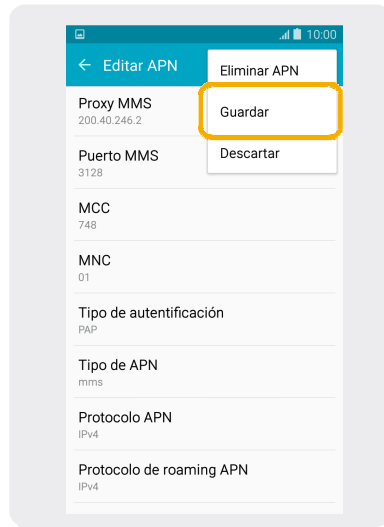 10:00
Editar APN
Eliminar APN
Guardar
Descartar
Proxy MMS
200.40.246.2
Puerto MMS
3128
MCC
748
MNC
01
Tipo de autentificación
PAP
Tipo de APN
mms
Protocolo APN
IPv4
Protocolo de roaming APN
IPv4